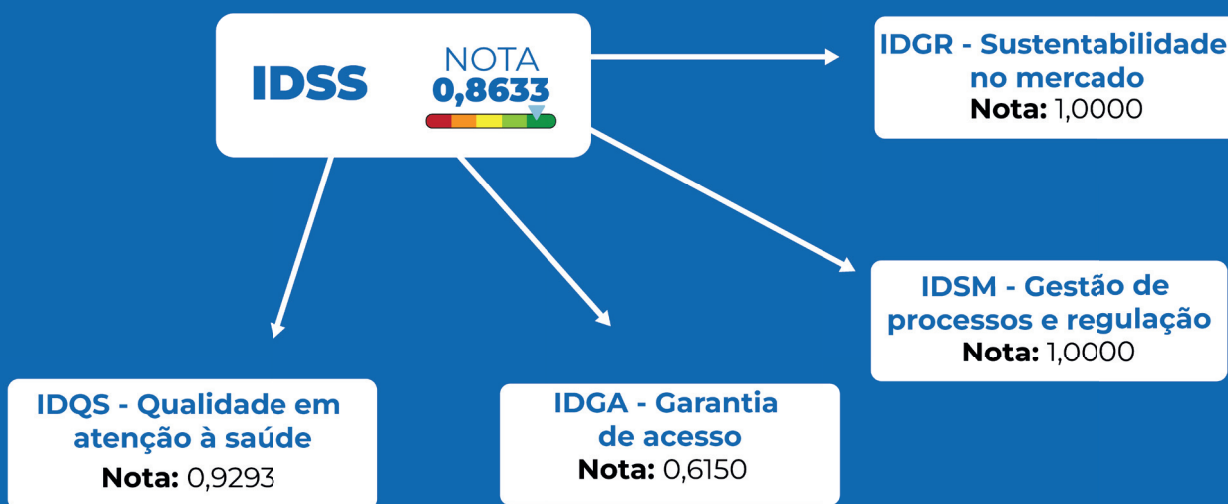 IDSS
NOTA
0,8633
IDGR - Sustentabilidade
no mercado
Nota: 1,0000
IDSM - Gestão de
processos e regulação
Nota: 1,0000
IDQS - Qualidade em
atenção à saúde
Nota: 0,9293
IDGA - Garantia
de acesso
Nota: 0,6150